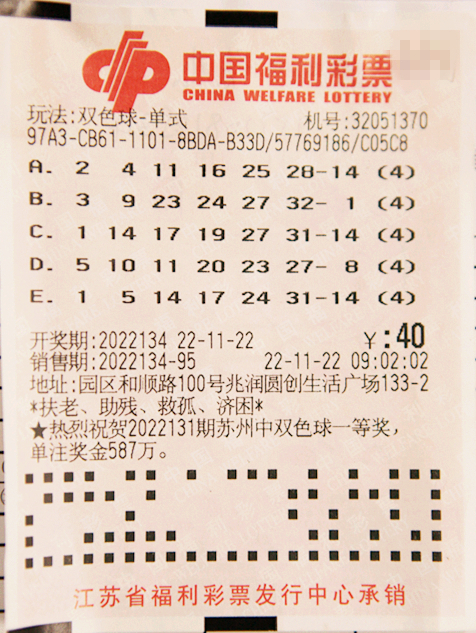 中国福利彩票
CHINA WELFARE LOTTERY
玩法:双色球-单式 机号:32051370
97A3-CB61-1101-8BDA-B33D/57769186/C05C8
A. 2 4 11 16 25 28-14 (4)
B. 3 9 23 24 27 32- 1 (4)
C. 1 14 17 19 27 31-14 (4)
D. 5 10 11 20 23 27- 8 (4)
E. 1 5 14 17 24 31-14 (4)
开奖期:2022134 22-11-22 ￥:40
销售期:2022134-95 22-11-22 09:02:02
地址:园区和顺路100号兆润圆创生活广场133-2
*扶老、助残、救孤、济困*
★热烈祝贺2022131期苏州中双色球一等奖,
单注奖金587万。
江苏省福利彩票发行中心承销